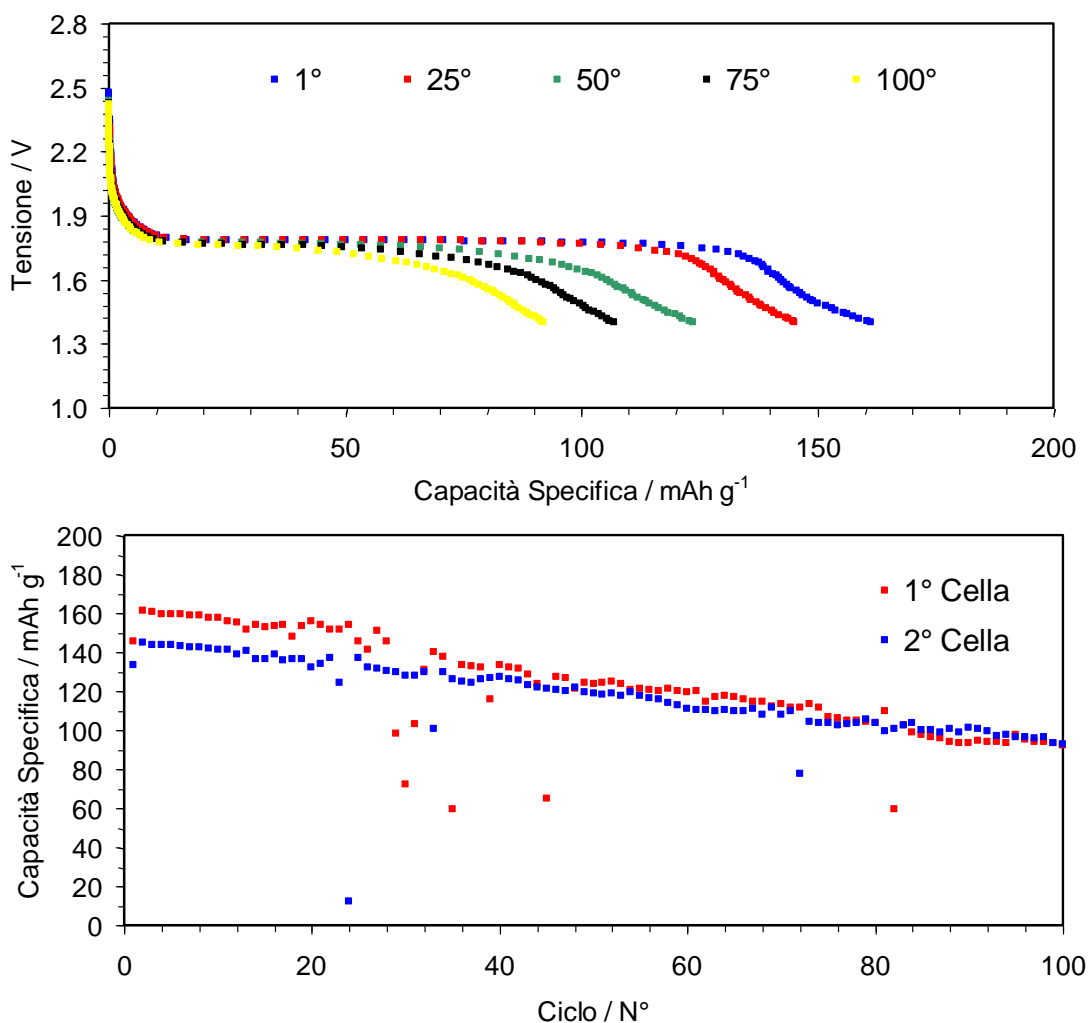 2.8
2.5
2.2
1.9
1.6
1.3
1.0
Tensione / V
1° 25° 50° 75° 100°
0 50 100 150 200
Capacità Specifica / mAh g⁻¹
200
180
160
140
120
100
80
60
40
20
0
Capacità Specifica / mAh g⁻¹
1° Cella
2° Cella
0 20 40 60 80 100
Ciclo / N°